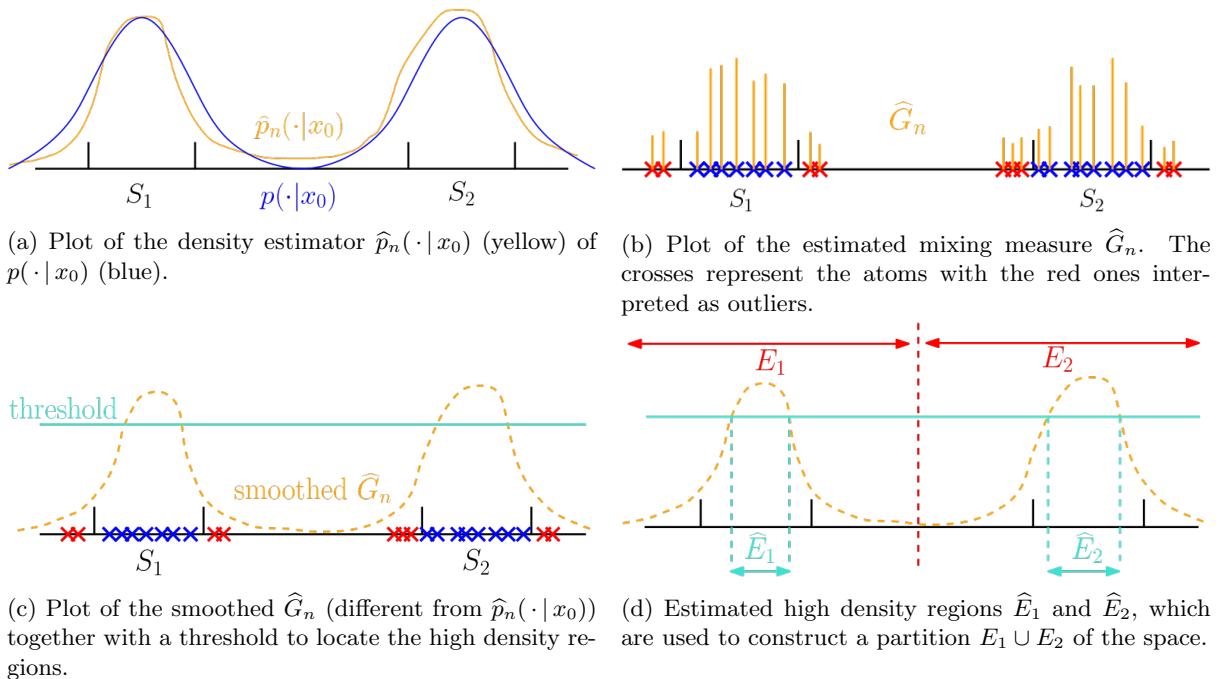 p̂ₙ(·|x₀)
S₁
p(·|x₀)
S₂
(a) Plot of the density estimator p̂ₙ(· | x₀) (yellow) of
p(· | x₀) (blue).
Ĝₙ
S₁
S₂
(b) Plot of the estimated mixing measure Ĝₙ. The
crosses represent the atoms with the red ones inter-
preted as outliers.
threshold
smoothed Ĝₙ
S₁
S₂
(c) Plot of the smoothed Ĝₙ (different from p̂ₙ(· | x₀))
together with a threshold to locate the high density re-
gions.
E₁
E₂
Ê₁
Ê₂
(d) Estimated high density regions Ê₁ and Ê₂, which
are used to construct a partition E₁ ∪ E₂ of the space.